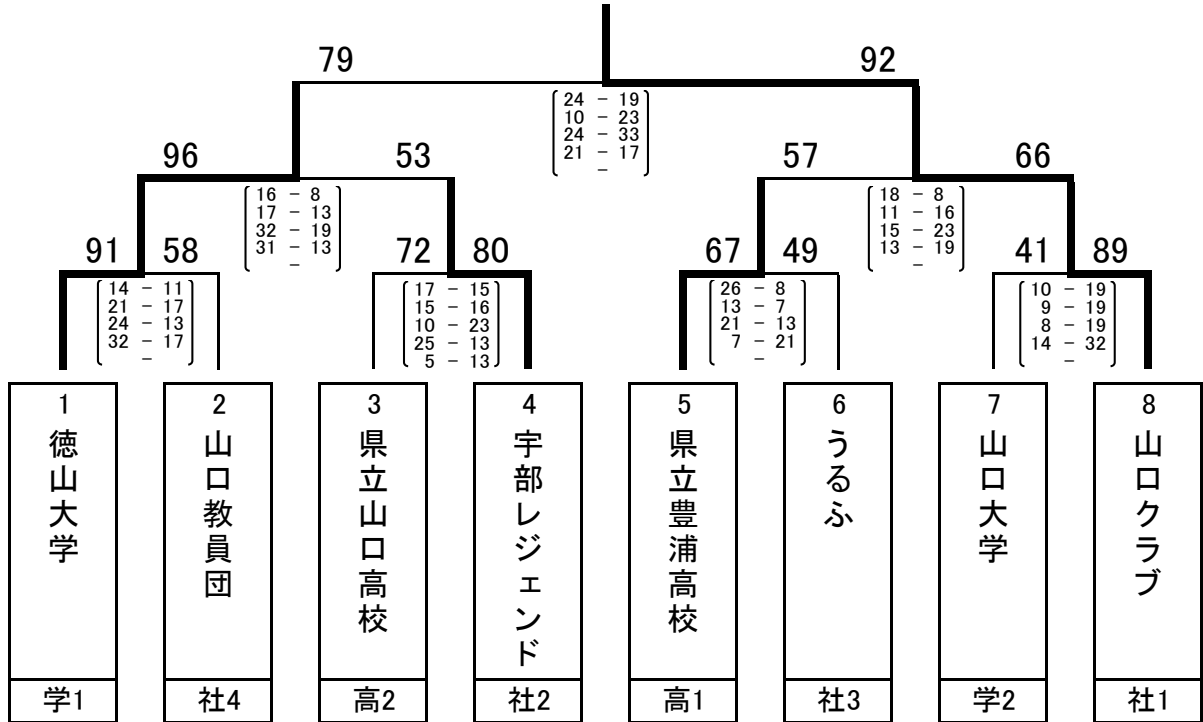 79 92
24 - 19
10 - 23
24 - 33
21 - 17
-
96 53 57 66
16 - 8
17 - 13
32 - 19
31 - 13
-
18 - 8
11 - 16
15 - 23
13 - 19
-
91 58 72 80 67 49 41 89
14 - 11
21 - 17
24 - 13
32 - 17
-
17 - 15
15 - 16
10 - 23
25 - 13
5 - 13
26 - 8
13 - 7
21 - 13
7 - 21
-
10 - 19
9 - 19
8 - 19
14 - 32
-
1
徳山大学
学1
2
山口教員団
社4
3
県立山口高校
高2
4
宇部レジェンド
社2
5
県立豊浦高校
高1
6
うるふ
社3
7
山口大学
学2
8
山口クラブ
社1